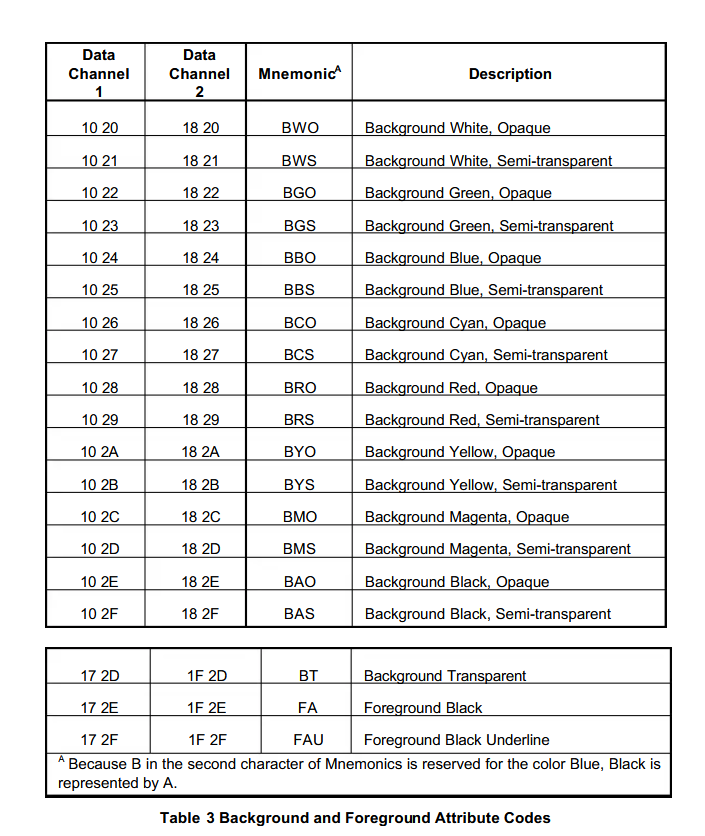 Data Channel 1 Data Channel 2 Mnemonic^A Description
10 20 18 20 BWO Background White, Opaque
10 21 18 21 BWS Background White, Semi-transparent
10 22 18 22 BGO Background Green, Opaque
10 23 18 23 BGS Background Green, Semi-transparent
10 24 18 24 BBO Background Blue, Opaque
10 25 18 25 BBS Background Blue, Semi-transparent
10 26 18 26 BCO Background Cyan, Opaque
10 27 18 27 BCS Background Cyan, Semi-transparent
10 28 18 28 BRO Background Red, Opaque
10 29 18 29 BRS Background Red, Semi-transparent
10 2A 18 2A BYO Background Yellow, Opaque
10 2B 18 2B BYS Background Yellow, Semi-transparent
10 2C 18 2C BMO Background Magenta, Opaque
10 2D 18 2D BMS Background Magenta, Semi-transparent
10 2E 18 2E BAO Background Black, Opaque
10 2F 18 2F BAS Background Black, Semi-transparent
17 2D 1F 2D BT Background Transparent
17 2E 1F 2E FA Foreground Black
17 2F 1F 2F FAU Foreground Black Underline
A Because B in the second character of Mnemonics is reserved for the color Blue, Black is
represented by A.
Table 3 Background and Foreground Attribute Codes